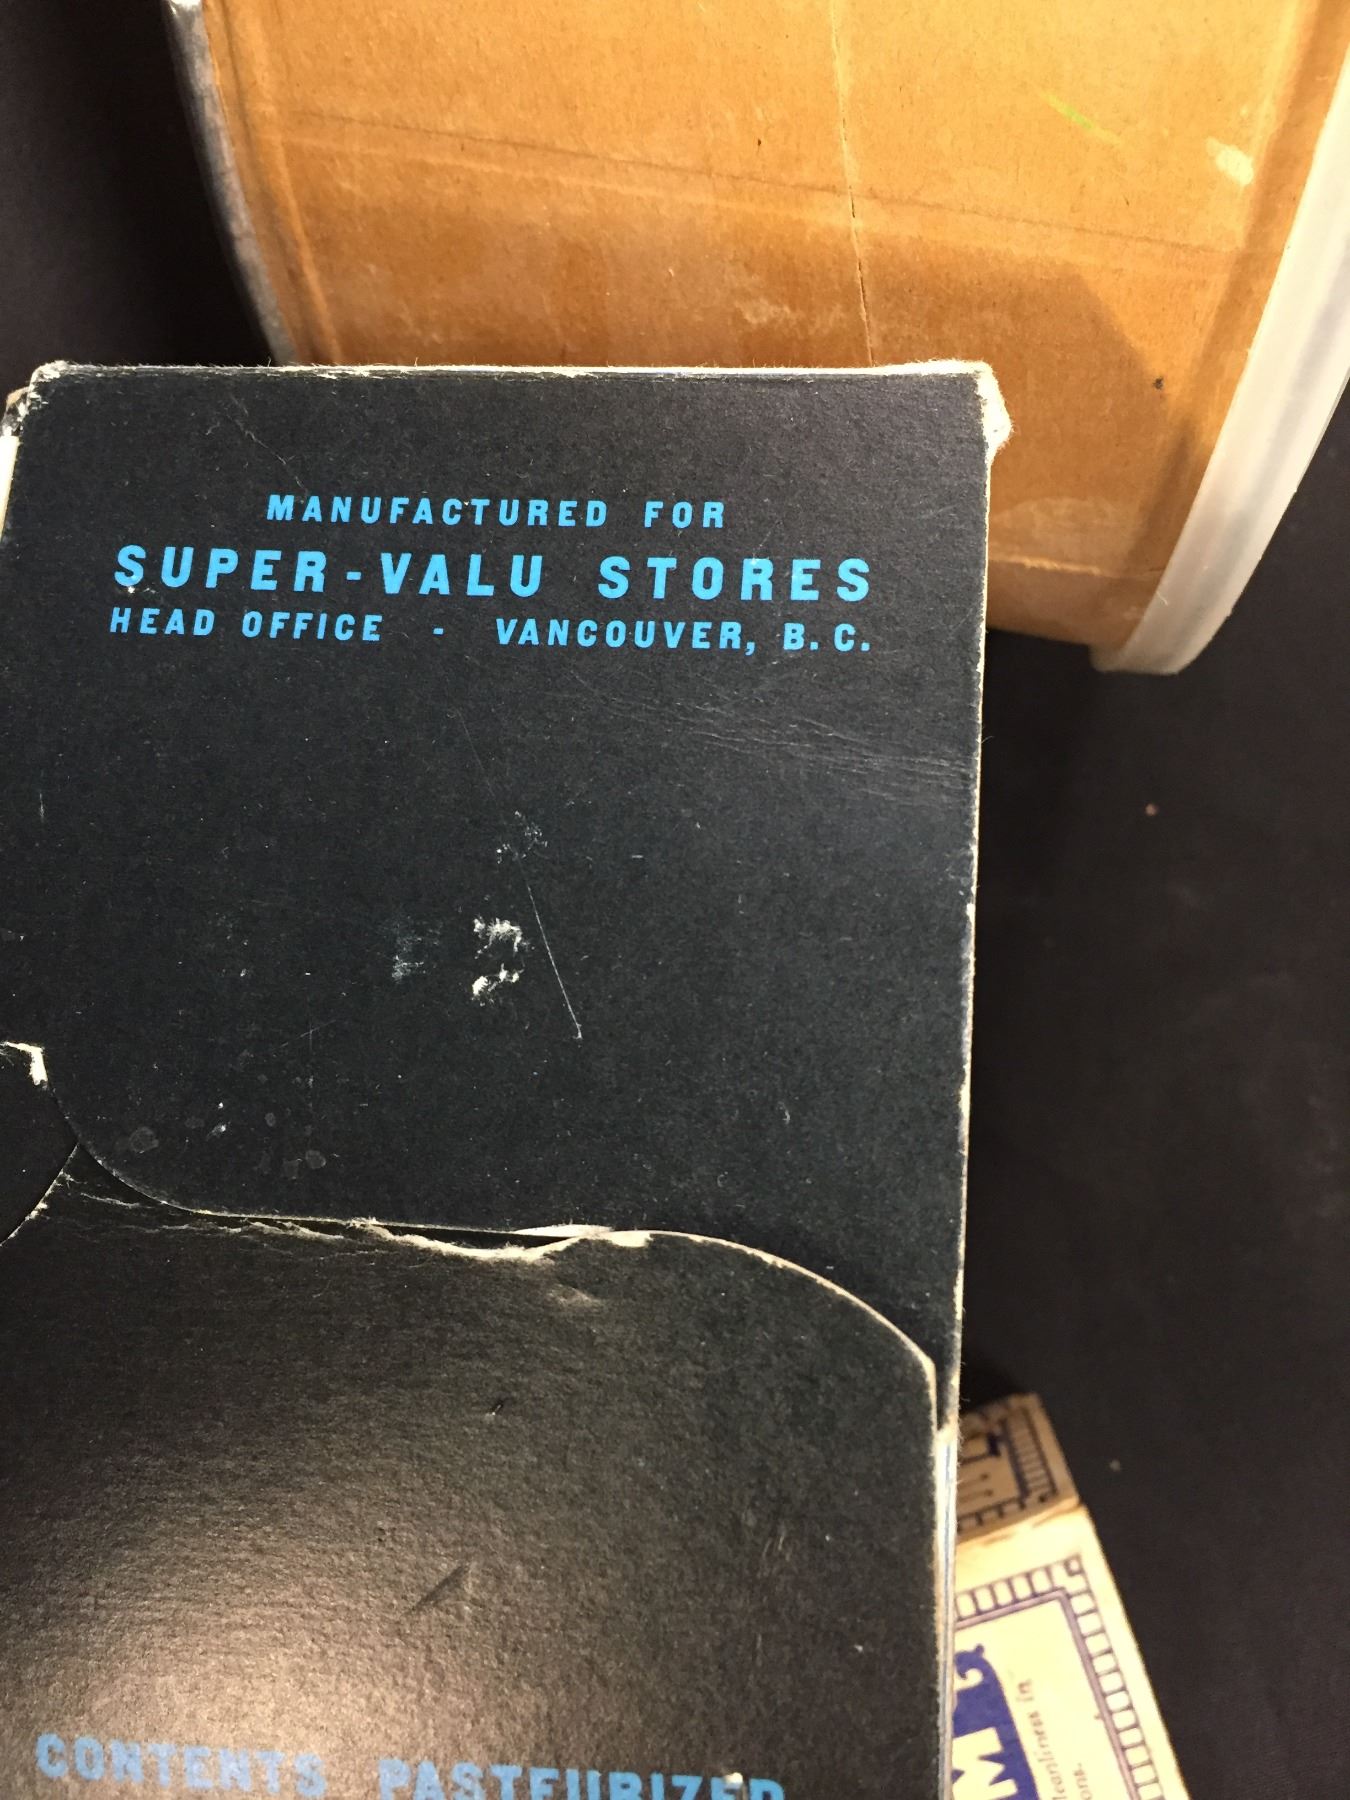 MANUFACTURED FOR
SUPER-VALU STORES
HEAD OFFICE - VANCOUVER, B. C.
CONTENTS PASTEURIZED
M